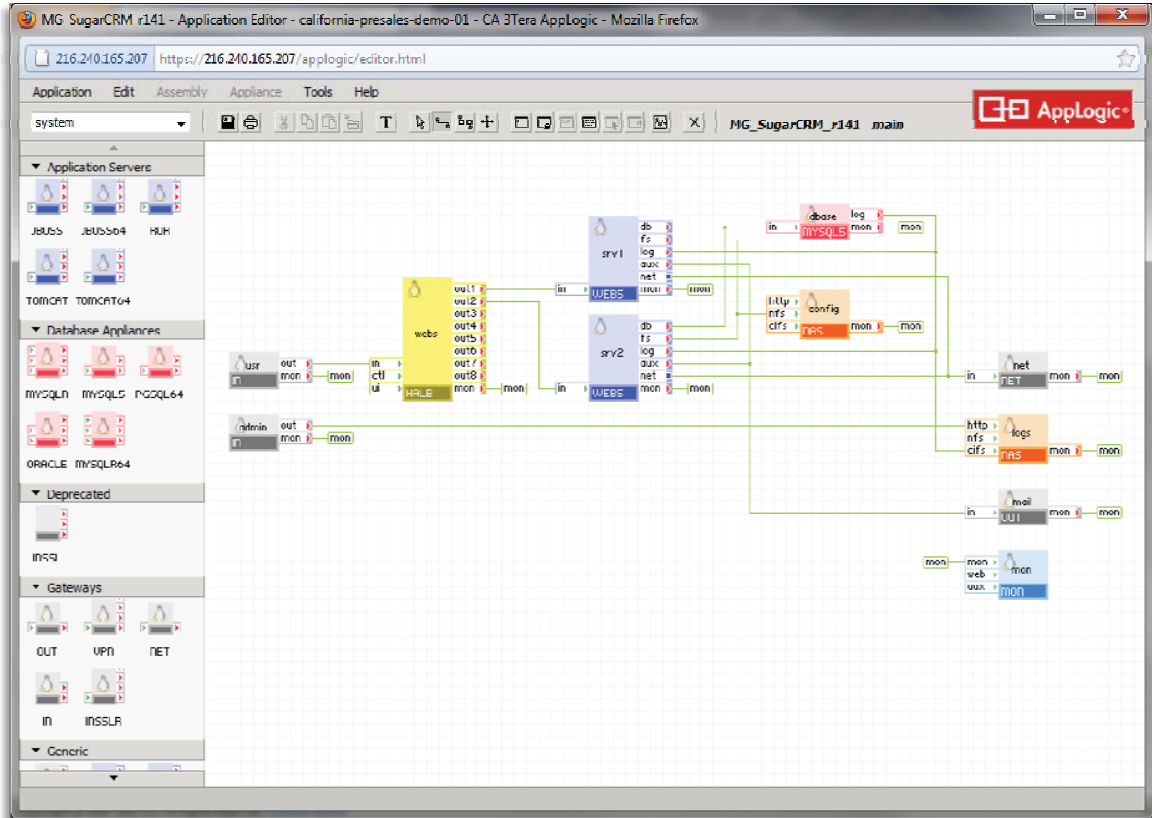 MG_SugarCRM_r141 - Application Editor - california-presales-demo-01 - CA 3Tera AppLogic - Mozilla Firefox
216.240.165.207 https://216.240.165.207/applogic/editor.html
Application Edit Assembly Appliance Tools Help
system
T
MG_SugarCRM_r141 main
AppLogic
Application Servers
JBOSS JBOSS64 ROR
TOMCAT TOMCAT64
Database Appliances
MYSQLR MYSQL5 PGSQL64
ORACLE MYSQLR64
Deprecated
INSSL
Gateways
OUT VPN NET
IN INSSLR
Generic
usr
IN
out
mon
mon
admin
IN
out
mon
mon
in
ctl
ui
webs
HALB
out1
out2
out3
out4
out5
out6
out7
out8
mon
mon
in
srv1
WEB5
db
fs
log
aux
net
mon
mon
in
srv2
WEB5
db
fs
log
aux
net
mon
mon
in
dbase
MYSQL5
log
mon
mon
http
nfs
cifs
config
NAS
mon
mon
in
net
NET
mon
mon
http
nfs
cifs
logs
NAS
mon
mon
in
mail
OUT
mon
mon
mon
mon
web
aux
mon
mon